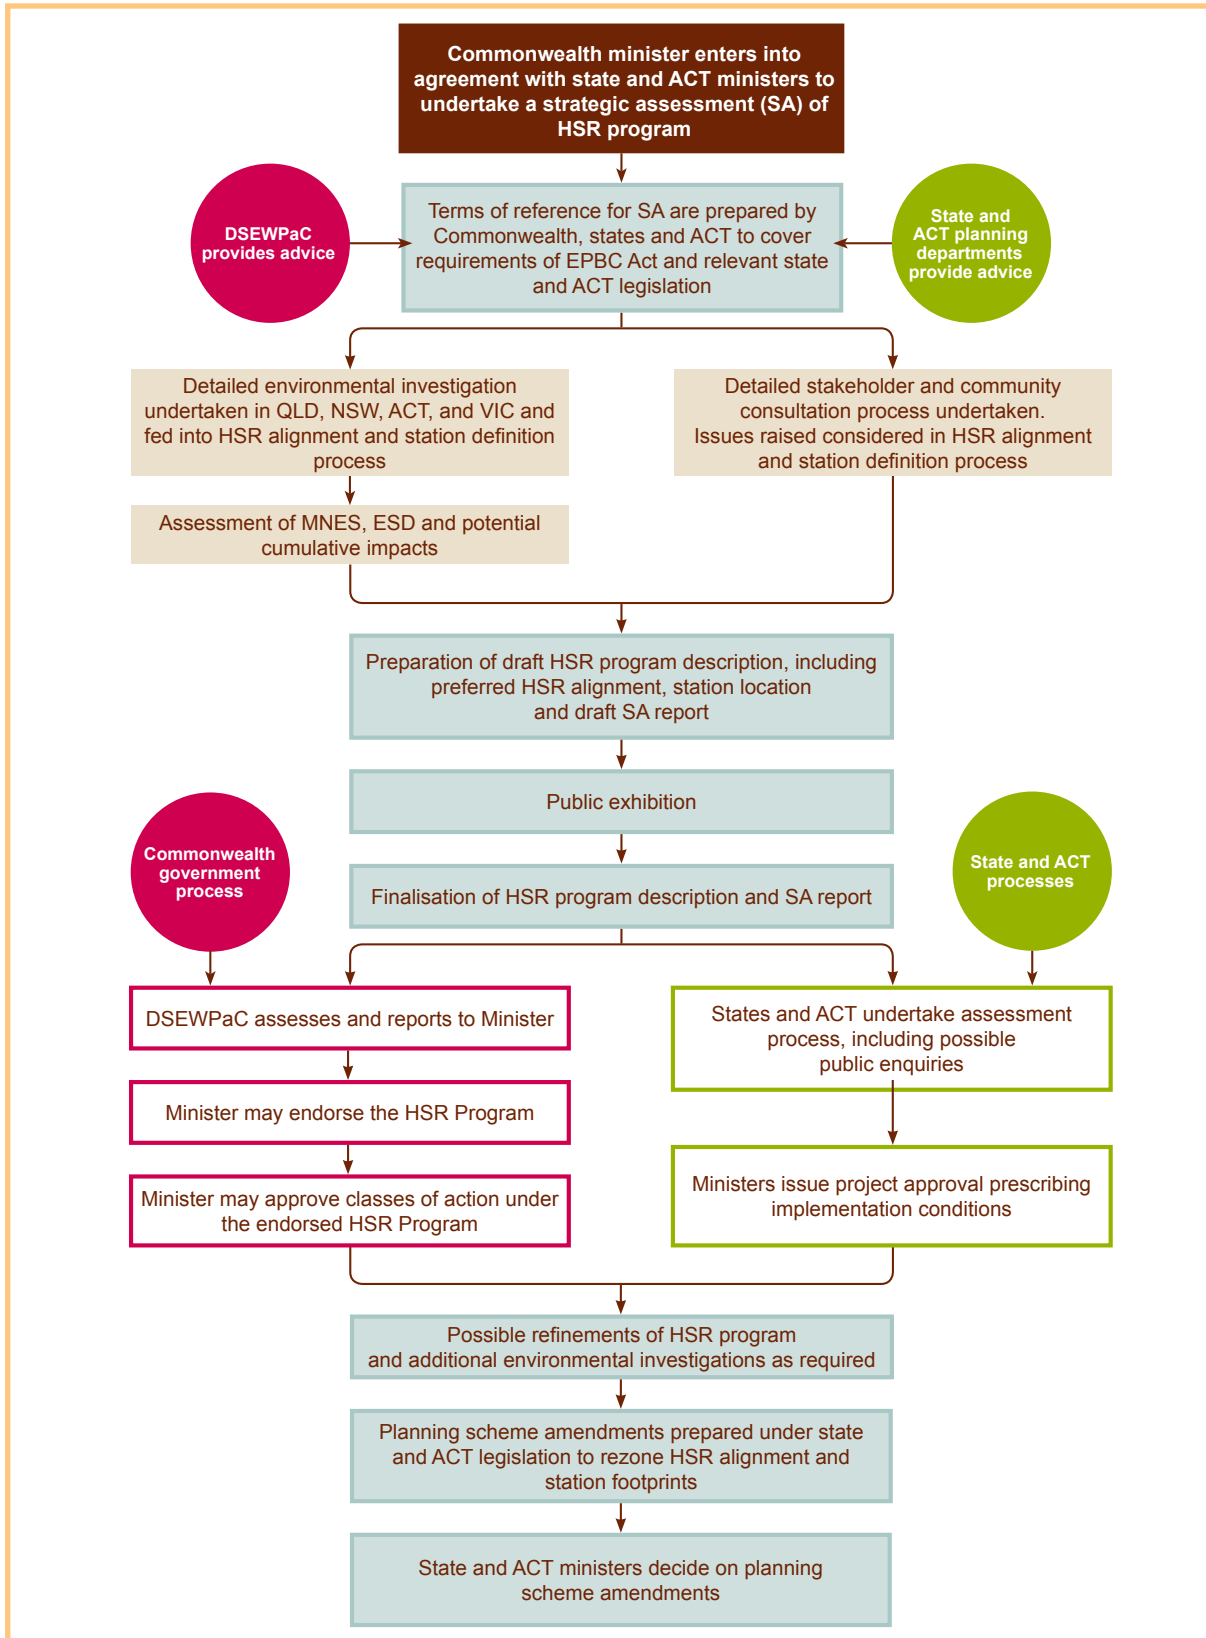 Commonwealth minister enters into
agreement with state and ACT ministers to
undertake a strategic assessment (SA) of
HSR program
DSEWPaC
provides advice
Terms of reference for SA are prepared by
Commonwealth, states and ACT to cover
requirements of EPBC Act and relevant state
and ACT legislation
State and
ACT planning
departments
provide advice
Detailed environmental investigation
undertaken in QLD, NSW, ACT, and VIC and
fed into HSR alignment and station definition
process
Detailed stakeholder and community
consultation process undertaken.
Issues raised considered in HSR alignment
and station definition process
Assessment of MNES, ESD and potential
cumulative impacts
Preparation of draft HSR program description, including
preferred HSR alignment, station location
and draft SA report
Public exhibition
Commonwealth
government
process
Finalisation of HSR program description and SA report
State and ACT
processes
DSEWPaC assesses and reports to Minister
States and ACT undertake assessment
process, including possible
public enquiries
Minister may endorse the HSR Program
Minister may approve classes of action under
the endorsed HSR Program
Ministers issue project approval prescribing
implementation conditions
Possible refinements of HSR program
and additional environmental investigations as required
Planning scheme amendments prepared under state
and ACT legislation to rezone HSR alignment and
station footprints
State and ACT ministers decide on planning
scheme amendments